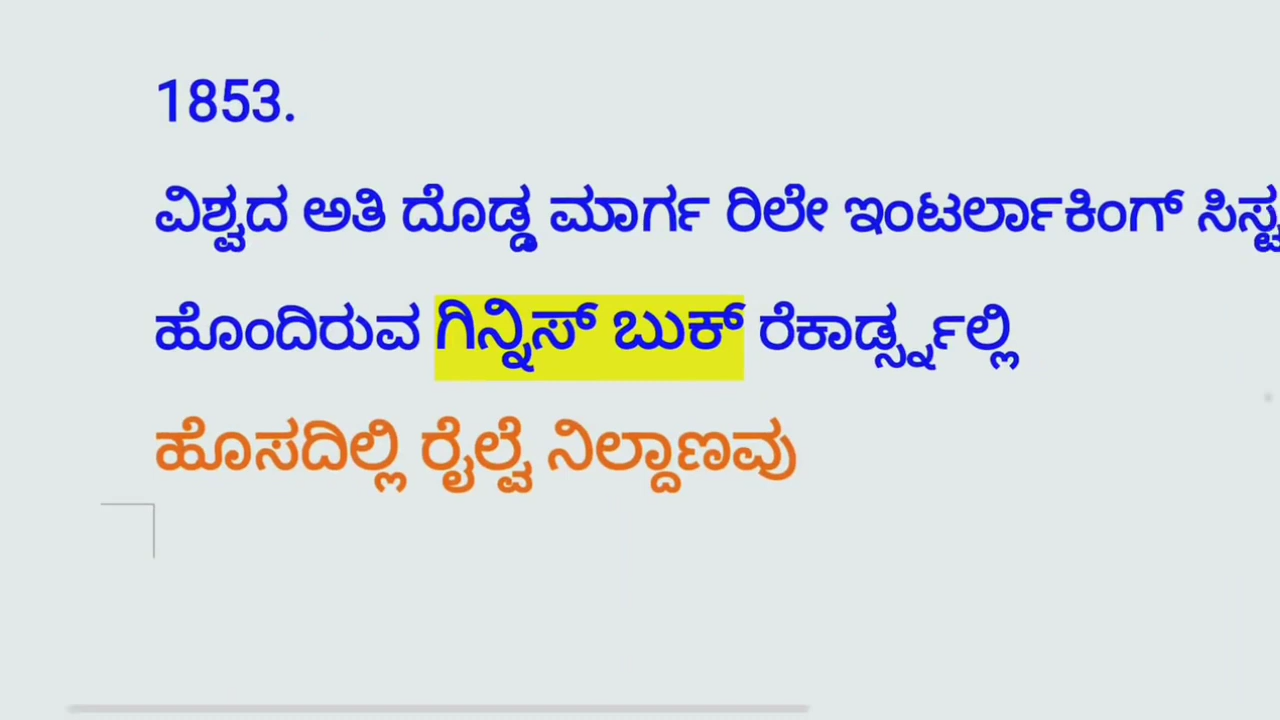 1853.
ವಿಶ್ವದ ಅತಿ ದೊಡ್ಡ ಮಾರ್ಗ ರಿಲೇ ಇಂಟರ್ಲಾಕಿಂಗ್
ಹೊಂದಿರುವ ಗಿನ್ನಿಸ್ ಬುಕ್ ರೆಕಾರ್ಡ್ಸ್ನಲ್ಲಿ
ಹೊಸದಿಲ್ಲಿ ರೈಲ್ವೆ ನಿಲ್ದಾಣವು